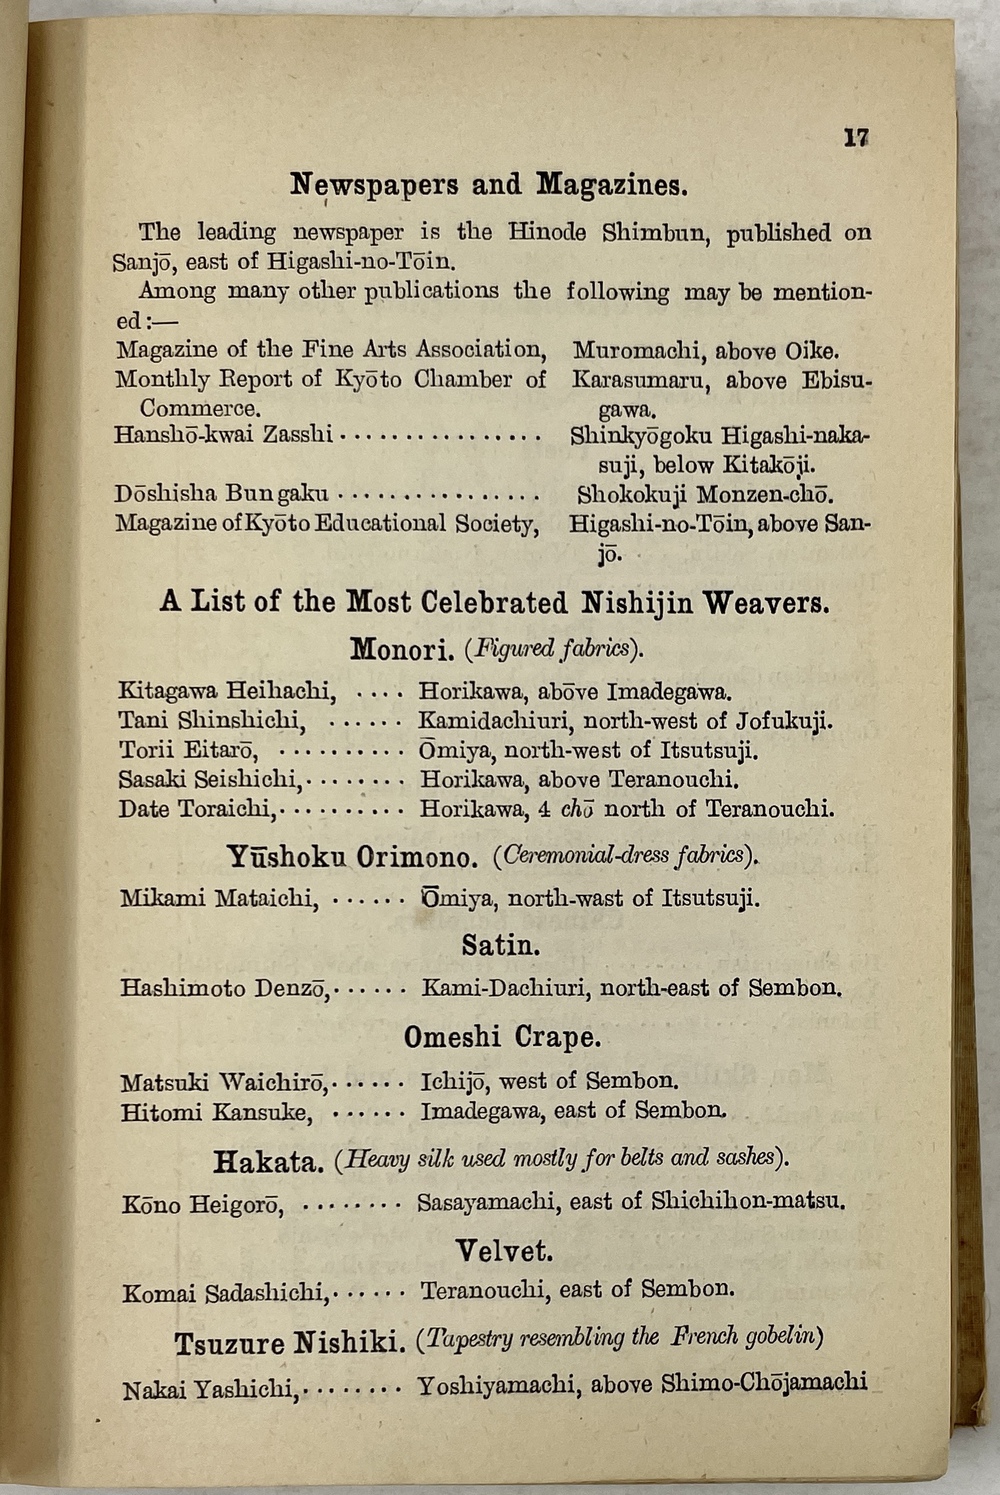 17
Newspapers and Magazines.
The leading newspaper is the Hinode Shimbun, published on
Sanjō, east of Higashi-no-Tōin.
Among many other publications the following may be mention-
ed:—
Magazine of the Fine Arts Association, Muromachi, above Oike.
Monthly Report of Kyōto Chamber of Karasumaru, above Ebisu-
Commerce. gawa.
Hanshō-kwai Zasshi ................ Shinkyōgoku Higashi-naka-
suji, below Kitakōji.
Dōshisha Bungaku ................ Shokokuji Monzen-chō.
Magazine of Kyōto Educational Society, Higashi-no-Tōin, above San-
jō.
A List of the Most Celebrated Nishijin Weavers.
Monori. (Figured fabrics).
Kitagawa Heihachi, .... Horikawa, abōve Imadegawa.
Tani Shinshichi, ...... Kamidachiuri, north-west of Jofukuji.
Torii Eitarō, .......... Ōmiya, north-west of Itsutsuji.
Sasaki Seishichi,........ Horikawa, above Teranouchi.
Date Toraichi,.......... Horikawa, 4 chō north of Teranouchi.
Yūshoku Orimono. (Ceremonial-dress fabrics).
Mikami Mataichi, ...... Ōmiya, north-wast of Itsutsuji.
Satin.
Hashimoto Denzō,...... Kami-Dachiuri, north-east of Sembon.
Omeshi Crape.
Matsuki Waichirō,...... Ichijō, west of Sembon.
Hitomi Kansuke, ...... Imadegawa, east of Sembon.
Hakata. (Heavy silk used mostly for belts and sashes).
Kōno Heigorō, ........ Sasayamachi, east of Shichihon-matsu.
Velvet.
Komai Sadashichi,...... Teranouchi, east of Sembon.
Tsuzure Nishiki. (Tapestry resembling the French gobelin)
Nakai Yashichi,........ Yoshiyamachi, above Shimo-Chōjamachi